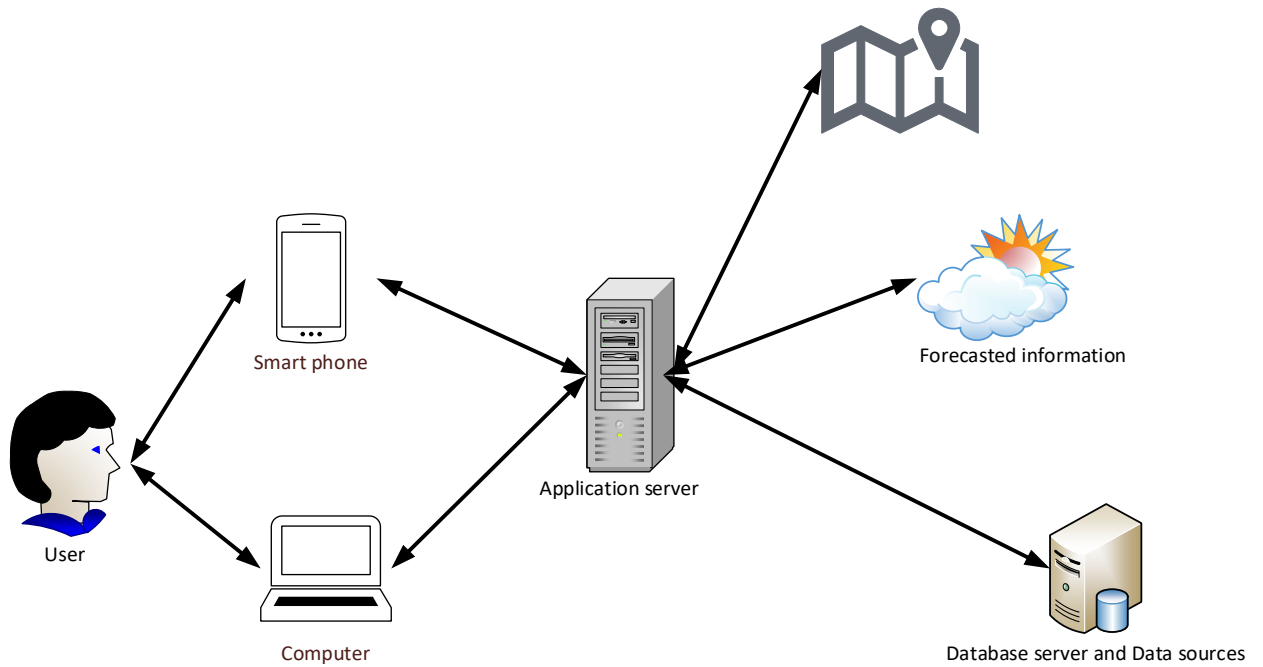 Smart phone
Forecasted information
Application server
User
Computer
Database server and Data sources